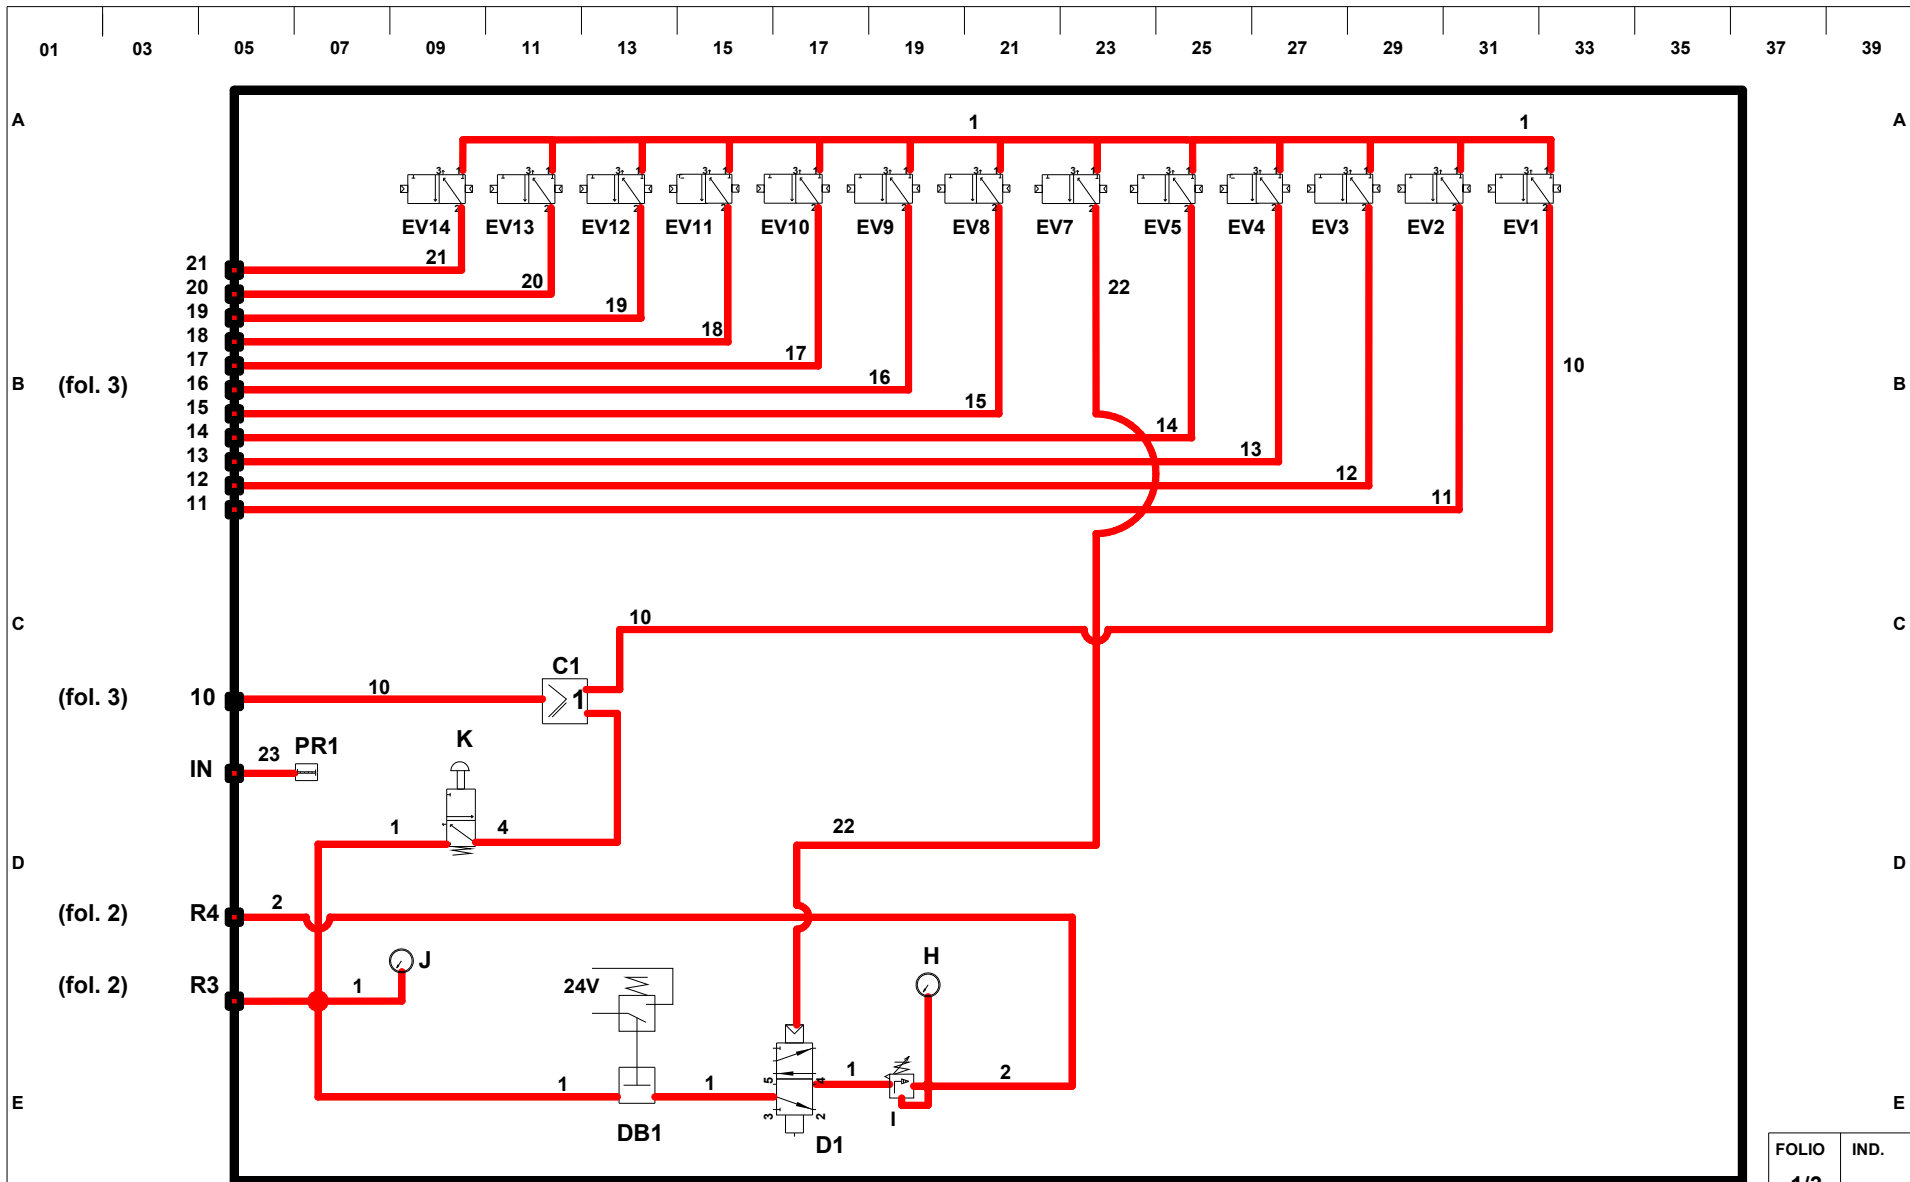 01 03 05 07 09 11 13 15 17 19 21 23 25 27 29 31 33 35 37 39
A 1 1 A
EV14 EV13 EV12 EV11 EV10 EV9 EV8 EV7 EV5 EV4 EV3 EV2 EV1
21 21
20 20 22
19 19
18 18
17 17 10
B (fol. 3) 16 16 B
15 15
14 14
13 13
12 12
11 11
C 10 C
C1
(fol. 3) 10 10 1
K
IN 23 PR1
1 4 22
D D
(fol. 2) R4 2
J H
(fol. 2) R3 1 24V
1 1 5 4 1 2
E 3 2 I E
DB1 D1
FOLIO IND.